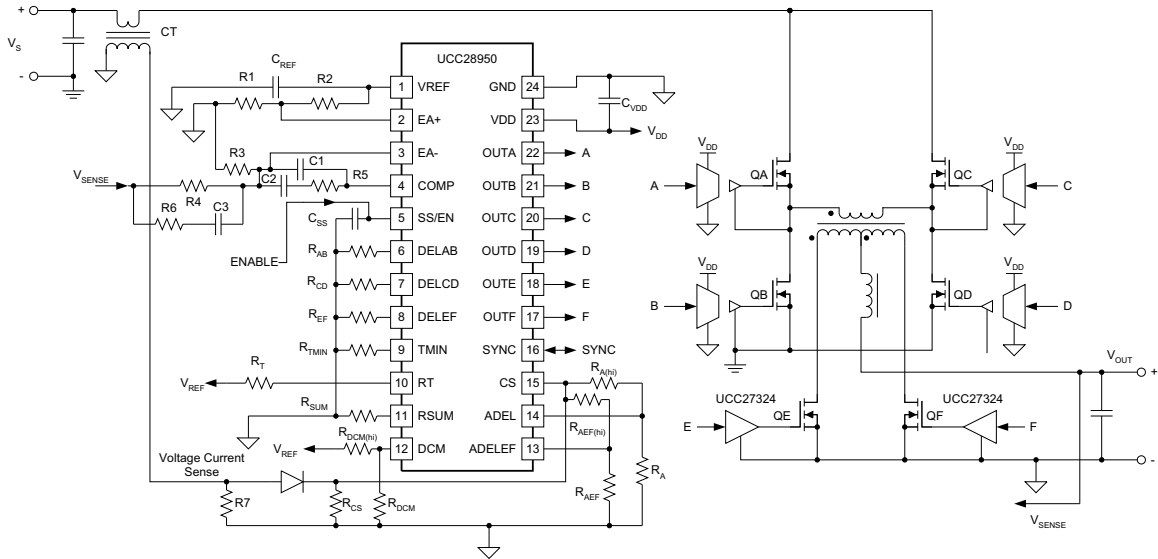 +
V_S
-
CT
UCC28950
C_REF
R1
R2
1 VREF
GND 24
C_VDD
2 EA+
VDD 23
V_DD
3 EA-
OUTA 22
A
R3
C1
V_SENSE
C2
R5
4 COMP
OUTB 21
B
R4
R6
C3
C_SS
5 SS/EN
OUTC 20
C
ENABLE
R_AB
6 DELAB
OUTD 19
D
R_CD
7 DELCD
OUTE 18
E
R_EF
8 DELEF
OUTF 17
F
R_TMIN
9 TMIN
SYNC 16
SYNC
R_T
V_REF
10 RT
CS 15
R_A(hi)
R_SUM
11 RSUM
ADEL 14
R_AEF(hi)
R_DCM(hi)
V_REF
12 DCM
ADELEF 13
Voltage Current
Sense
R7
R_CS
R_DCM
R_AEF
R_A
V_DD
QA
QC
V_DD
A
C
V_DD
QB
QD
V_DD
B
D
V_OUT
+
UCC27324
QE
QF
UCC27324
E
F
-
V_SENSE